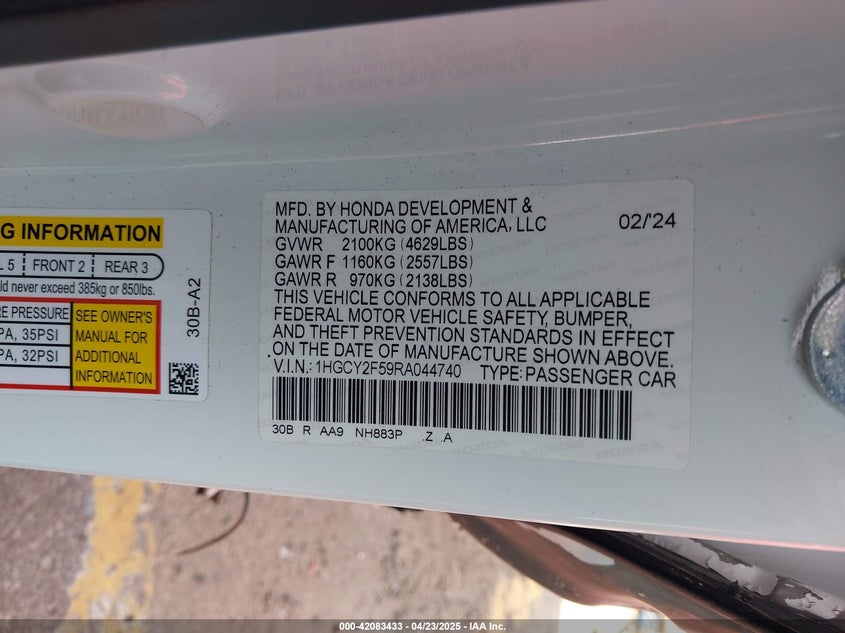 G INFORMATION
L 5 FRONT 2 REAR 3
ld never exceed 385kg or 850lbs.
RE PRESSURE
PA, 35PSI
PA, 32PSI
SEE OWNER'S
MANUAL FOR
ADDITIONAL
INFORMATION
30B-A2
MFD. BY HONDA DEVELOPMENT &
MANUFACTURING OF AMERICA, LLC 02/'24
GVWR 2100KG (4629LBS)
GAWR F 1160KG (2557LBS)
GAWR R 970KG (2138LBS)
THIS VEHICLE CONFORMS TO ALL APPLICABLE
FEDERAL MOTOR VEHICLE SAFETY, BUMPER,
AND THEFT PREVENTION STANDARDS IN EFFECT
ON THE DATE OF MANUFACTURE SHOWN ABOVE.
V.I.N.: 1HGCY2F59RA044740 TYPE: PASSENGER CAR
30B R AA9 NH883P .Z .A
000-42083433 - 04/23/2025 - IAA Inc.